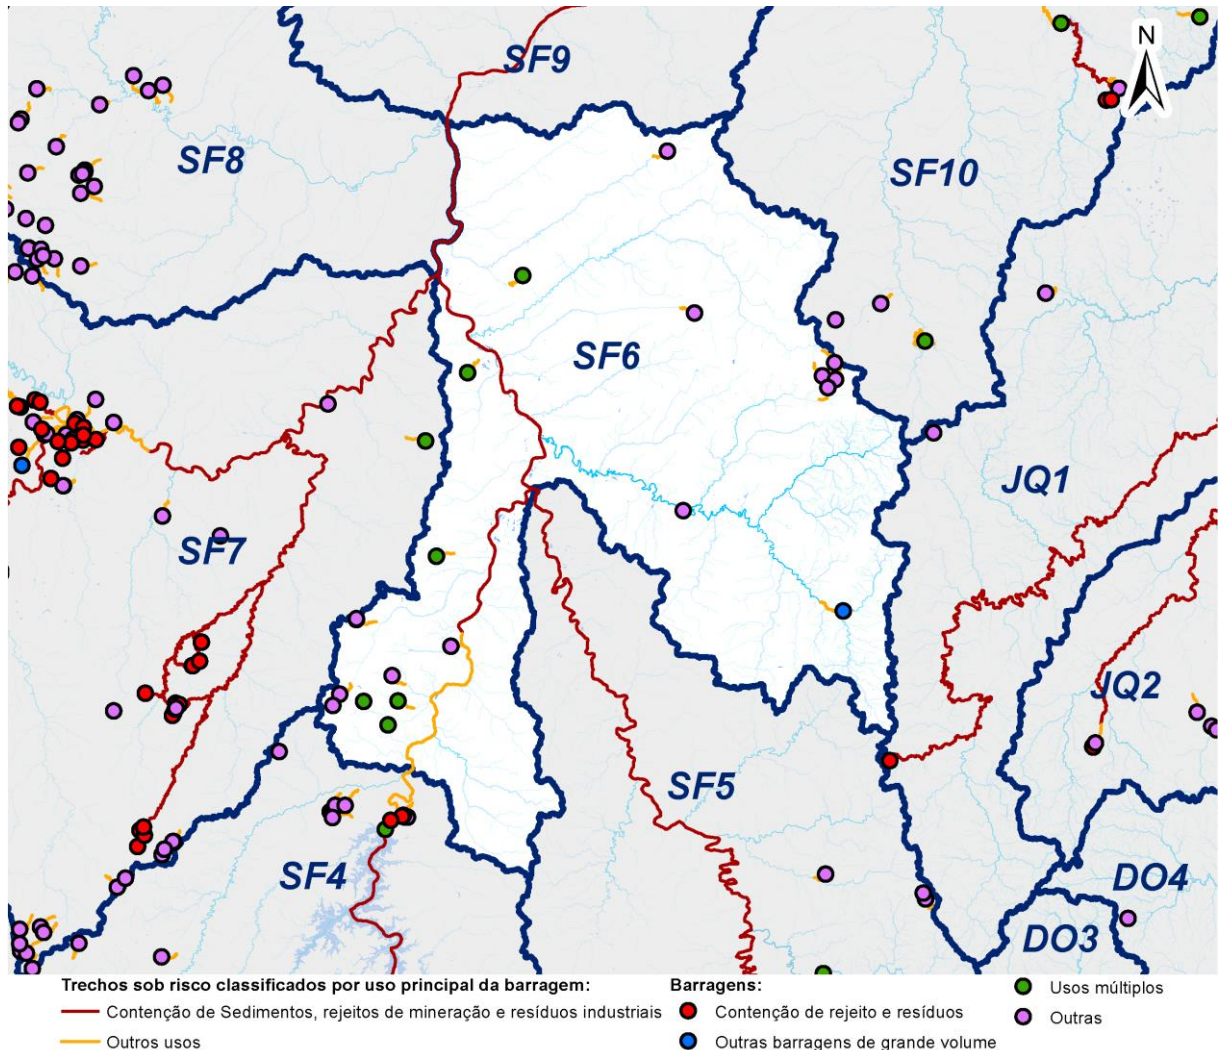 N
SF9
SF8
SF10
SF6
JQ1
SF7
JQ2
SF5
SF4
DO4
DO3
Trechos sob risco classificados por uso principal da barragem:
Contenção de Sedimentos, rejeitos de mineração e resíduos industriais
Outros usos
Barragens:
Contenção de rejeito e resíduos
Outras barragens de grande volume
Usos múltiplos
Outras